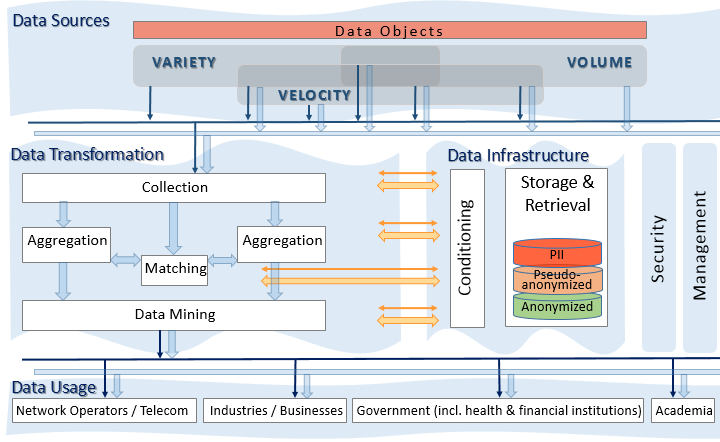 Data Sources
Data Objects
VARIETY
VOLUME
VELOCITY
Data Transformation
Data Infrastructure
Collection
Storage &
Retrieval
Aggregation
Aggregation
Matching
Conditioning
PII
Pseudo-
anonymized
Anonymized
Security
Management
Data Mining
Data Usage
Network Operators / Telecom
Industries / Businesses
Government (incl. health & financial institutions)
Academia